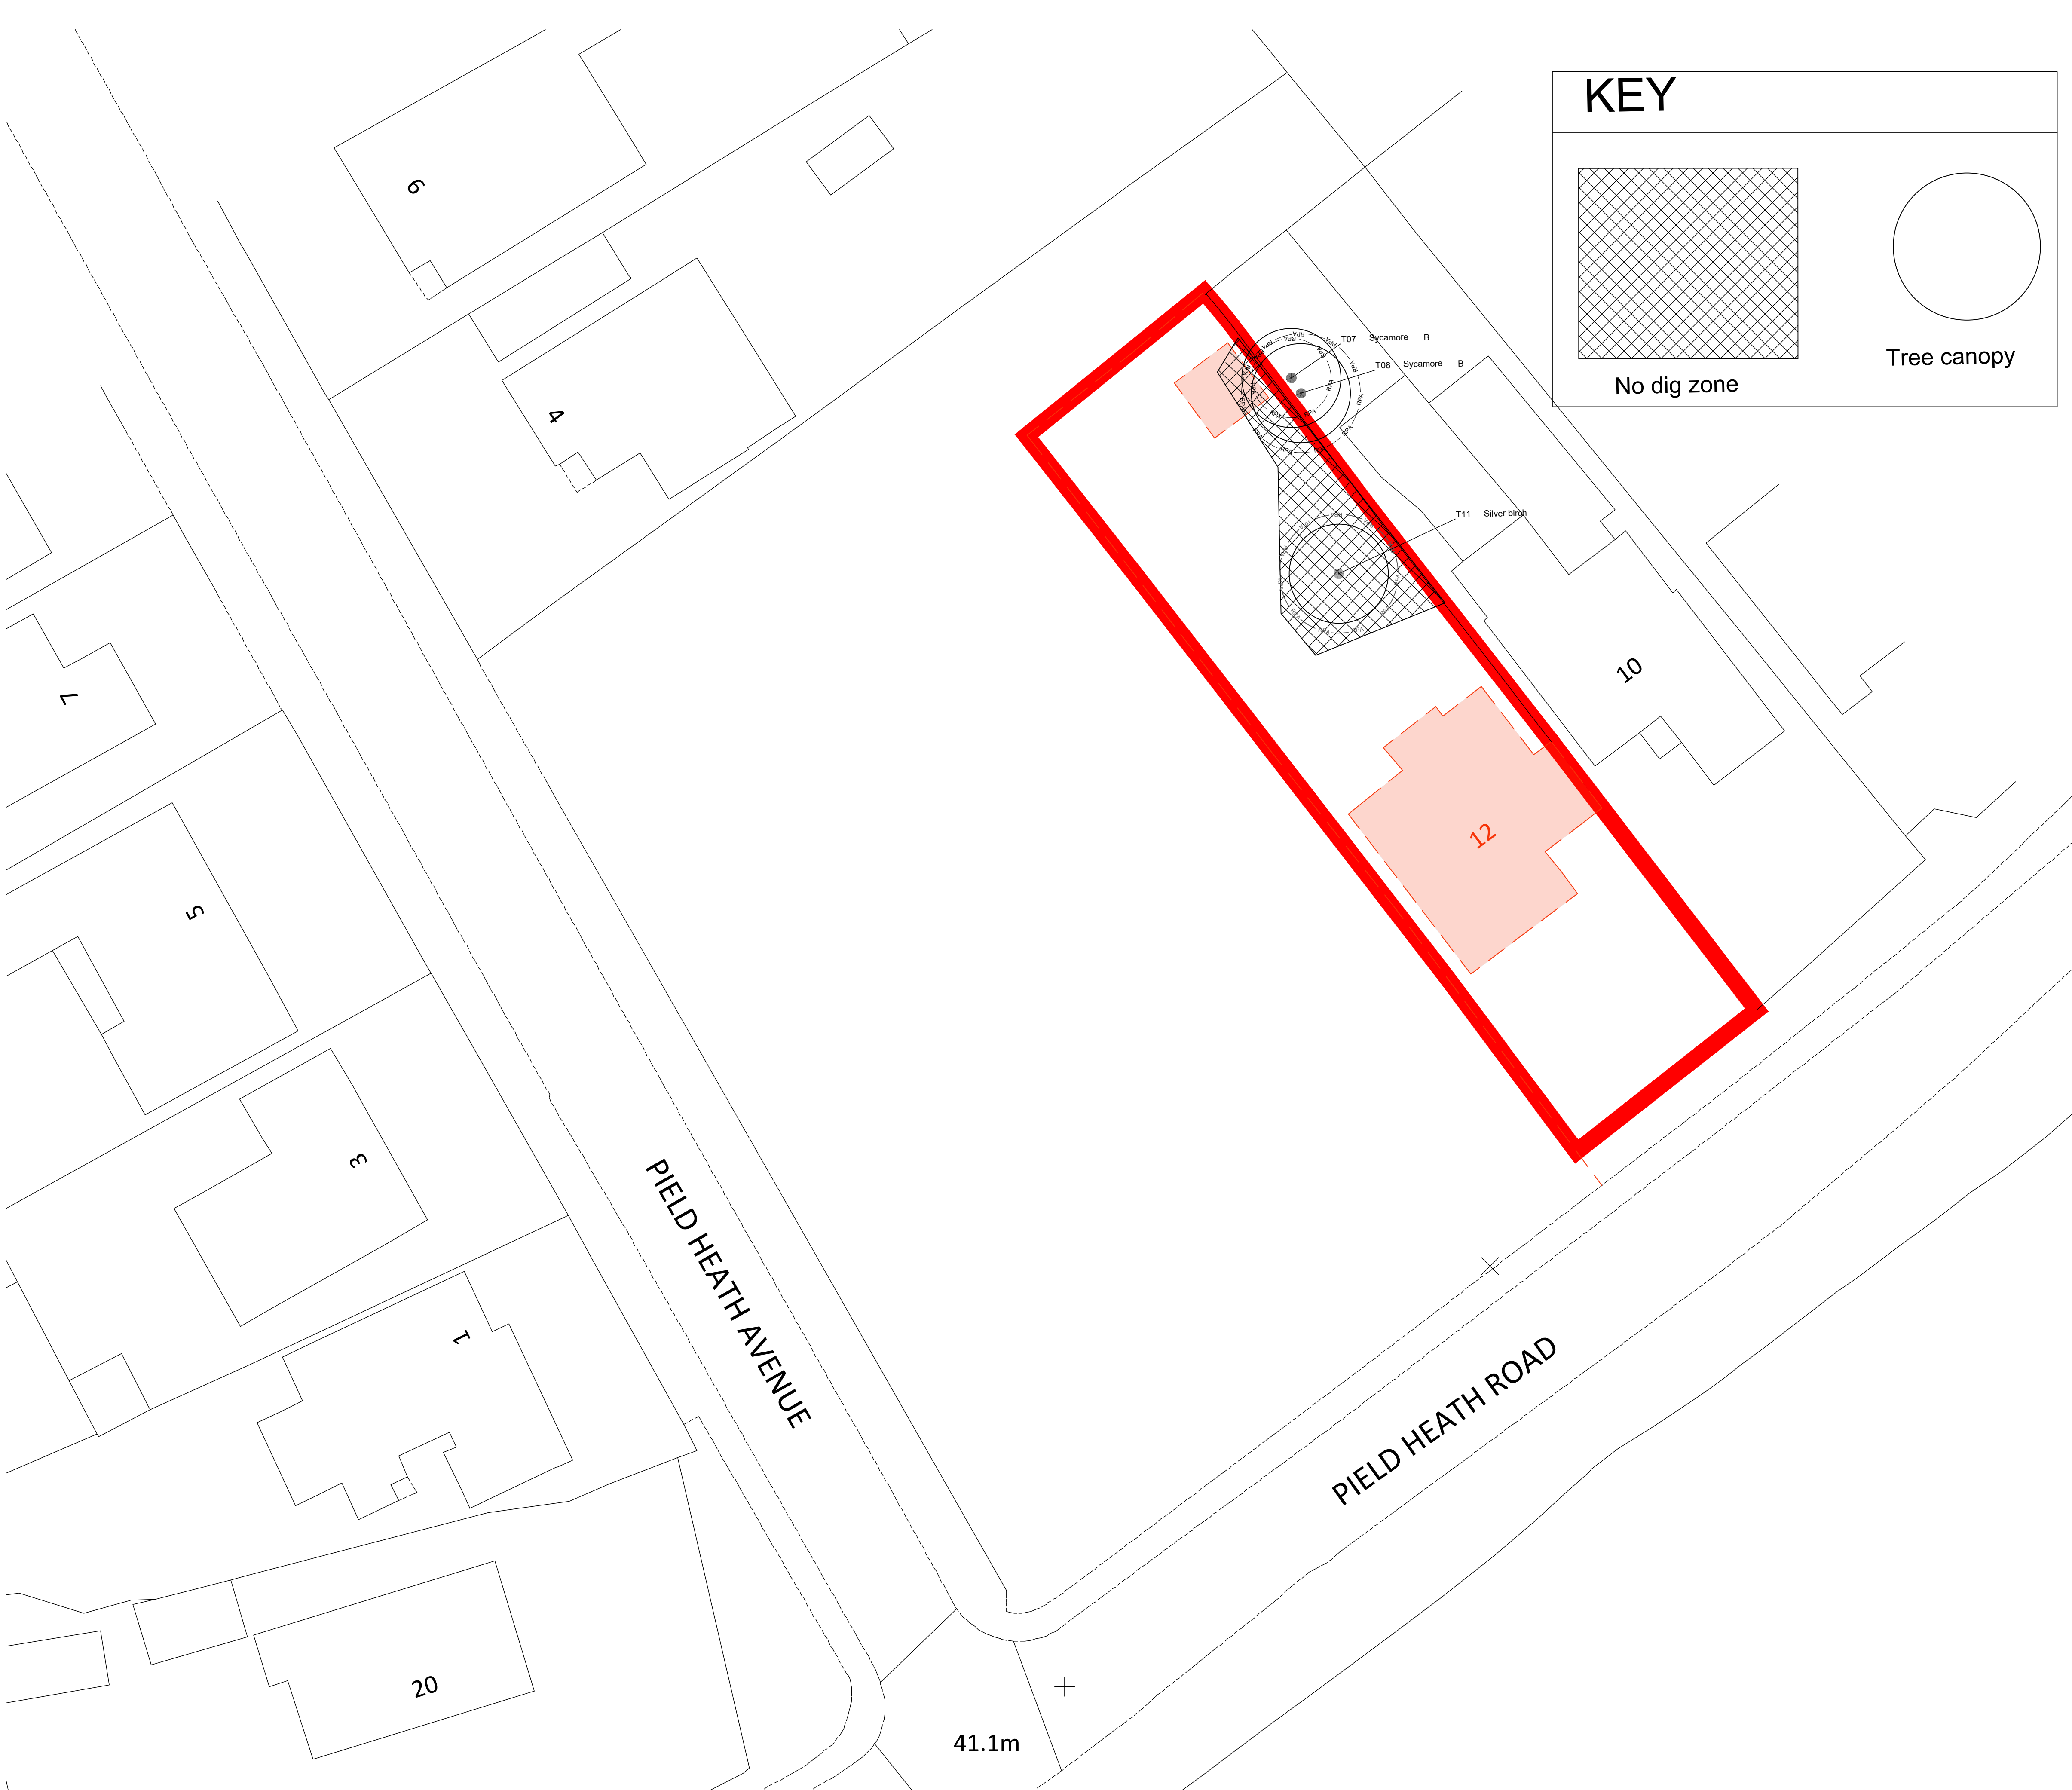 KEY
No dig zone
Tree canopy
6
4
T07 Sycamore B
T08 Sycamore B
T11 Silver birch
RPA
10
7
12
5
3
1
PIELD HEATH AVENUE
PIELD HEATH ROAD
20
41.1m